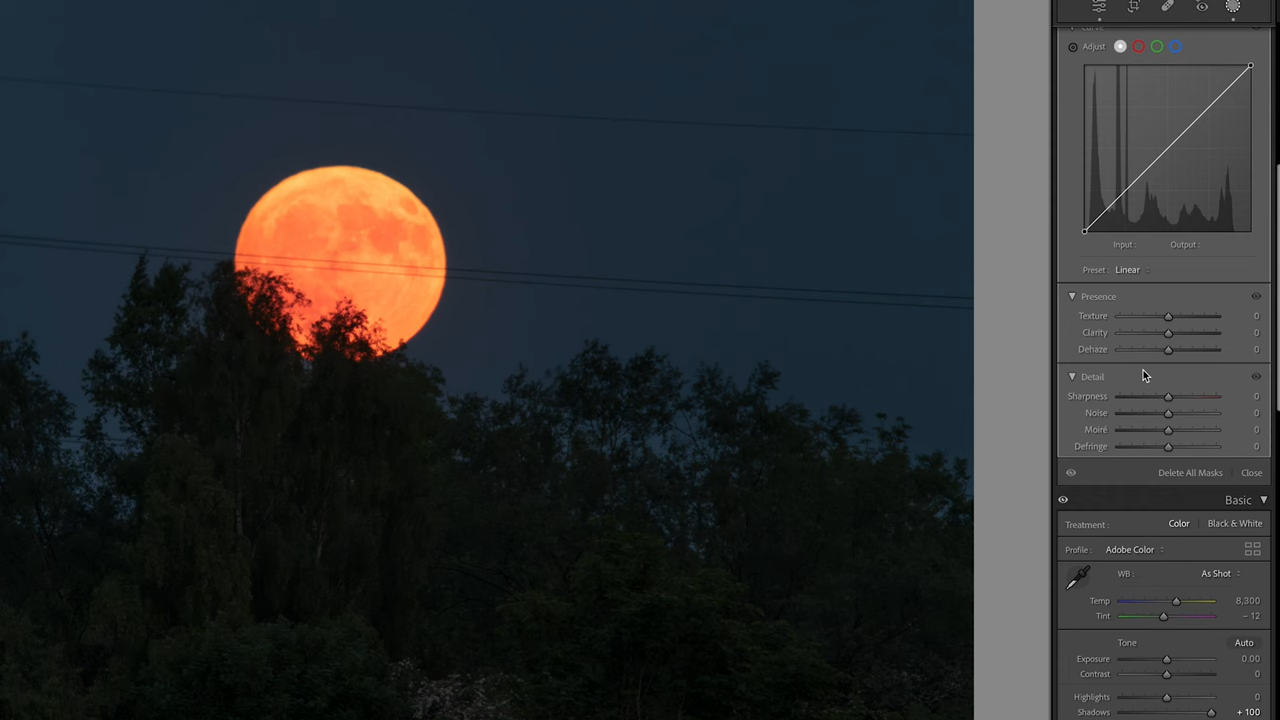 Curve
Adjust
Input : Output :
Preset : Linear
Presence
Texture 0
Clarity 0
Dehaze 0
Detail
Sharpness 0
Noise 0
Moiré 0
Defringe 0
Delete All Masks Close
Basic
Treatment : Color Black & White
Profile : Adobe Color
WB : As Shot
Temp 8,300
Tint – 12
Tone Auto
Exposure 0.00
Contrast 0
Highlights 0
Shadows + 100